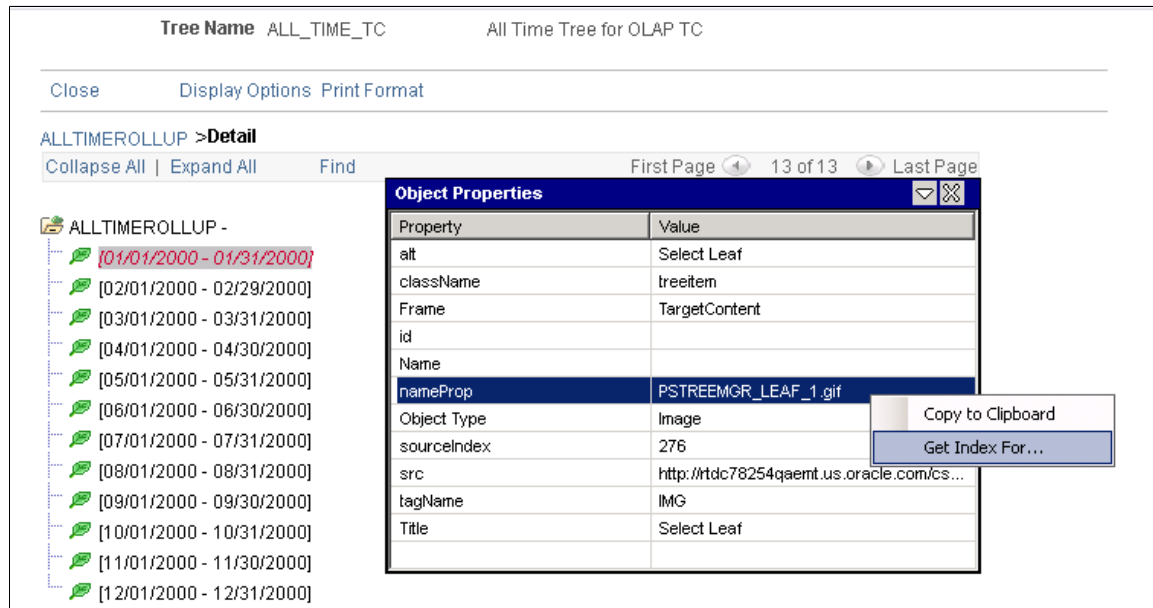 Tree Name ALL_TIME_TC All Time Tree for OLAP TC
Close Display Options Print Format
ALLTIMEROLLUP >Detail
Collapse All | Expand All Find First Page 13 of 13 Last Page
Object Properties
Property Value
alt Select Leaf
className treeitem
Frame TargetContent
id
Name
nameProp PSTREEMGR_LEAF_1.gif
Object Type Image
sourceIndex 276
src http://rtdc78254qaemt.us.oracle.com/cs...
tagName IMG
Title Select Leaf
Copy to Clipboard
Get Index For...
ALLTIMEROLLUP -
[01/01/2000 - 01/31/2000]
[02/01/2000 - 02/29/2000]
[03/01/2000 - 03/31/2000]
[04/01/2000 - 04/30/2000]
[05/01/2000 - 05/31/2000]
[06/01/2000 - 06/30/2000]
[07/01/2000 - 07/31/2000]
[08/01/2000 - 08/31/2000]
[09/01/2000 - 09/30/2000]
[10/01/2000 - 10/31/2000]
[11/01/2000 - 11/30/2000]
[12/01/2000 - 12/31/2000]